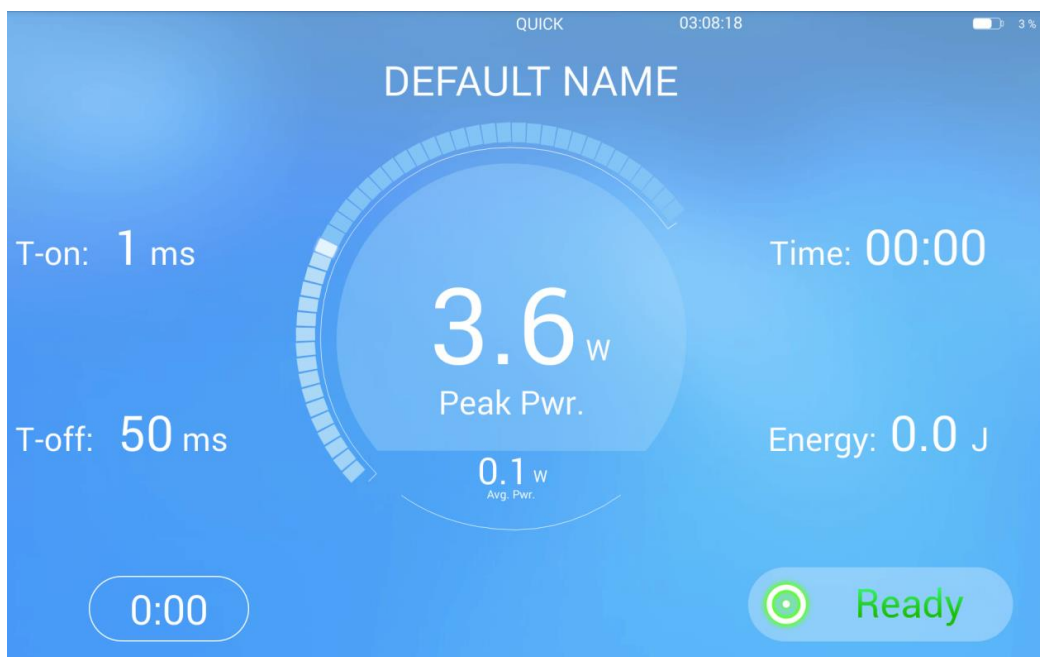 QUICK 03:08:18 3 %
DEFAULT NAME
T-on: 1 ms
Time: 00:00
3.6 W
Peak Pwr.
T-off: 50 ms
Energy: 0.0 J
0.1 W
Avg. Pwr.
0:00
Ready